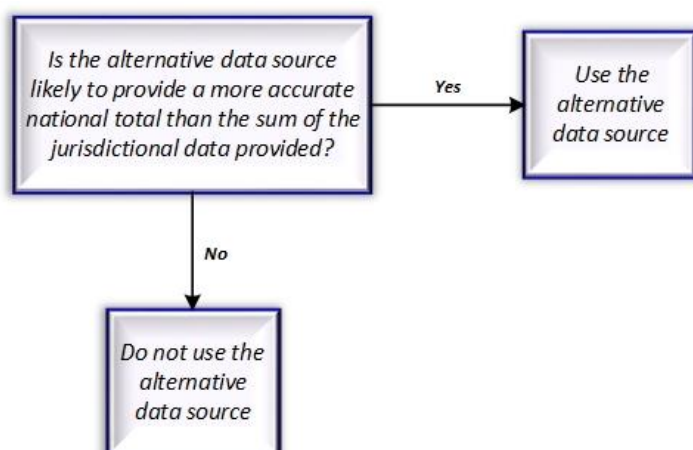 Is the alternative data source
likely to provide a more accurate
national total than the sum of the
jurisdictional data provided?
Yes
Use the
alternative
data source
No
Do not use the
alternative
data source